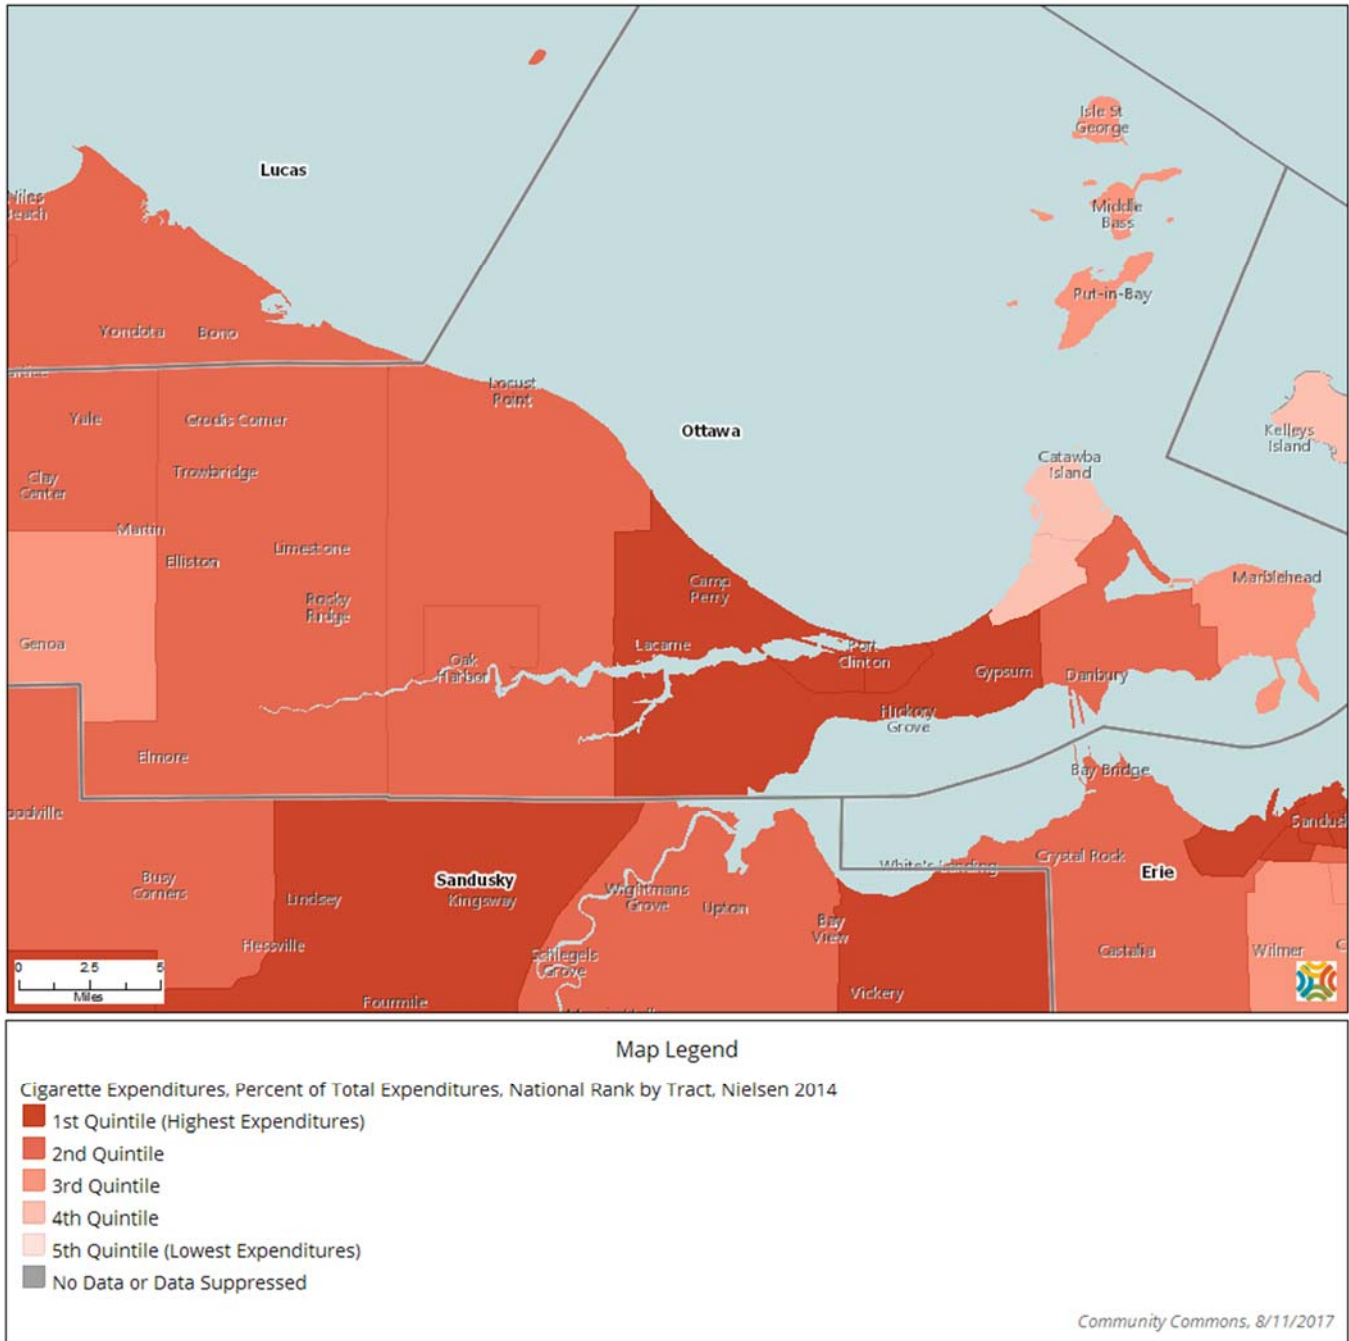 Isle St
George
Lucas
Middle
Bass
Put-in-Bay
Yondota
Bono
Locust
Point
Yale
Ottawa
Kelleys
Island
Catawba
Island
Trowbridge
Clay
Center
Martin
Elliston
Limestone
Camp
Perry
Marblehead
Rocky
Ridge
Genoa
Lacarne
Port
Clinton
Oak
Harbor
Gypsum
Danbury
Hickory
Grove
Elmore
Bay Bridge
Crystal Rock
White's Landing
Erie
Busy
Corners
Sandusky
Kingsway
Lindsey
Wightmans
Grove
Upton
Bay
View
Hessville
Castalia
Wilmer
Schlegels
Grove
0 2.5 5
Miles
Fourmile
Vickery
Map Legend
Cigarette Expenditures, Percent of Total Expenditures, National Rank by Tract, Nielsen 2014
1st Quintile (Highest Expenditures)
2nd Quintile
3rd Quintile
4th Quintile
5th Quintile (Lowest Expenditures)
No Data or Data Suppressed
Community Commons, 8/11/2017